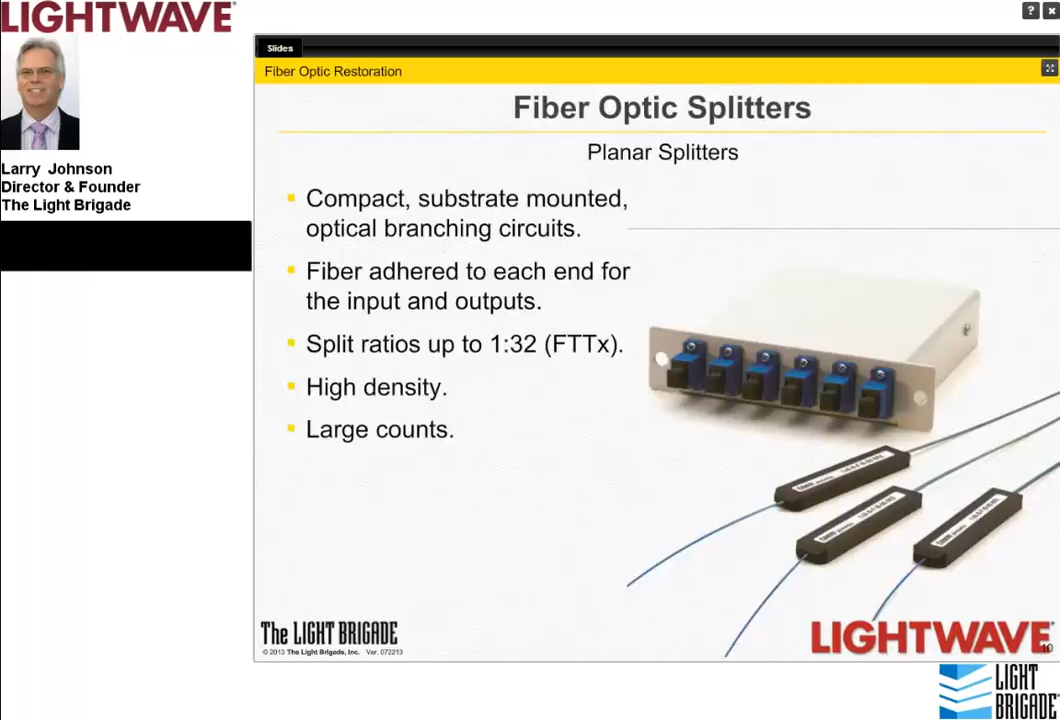 LIGHTWAVE®
Larry Johnson
Director & Founder
The Light Brigade
?
Slides
Fiber Optic Restoration
Fiber Optic Splitters
Planar Splitters
Compact, substrate mounted,
optical branching circuits.
Fiber adhered to each end for
the input and outputs.
Split ratios up to 1:32 (FTTx).
High density.
Large counts.
The LIGHT BRIGADE
© 2013 The Light Brigade, Inc. Ver. 072213
LIGHTWAVE®
10
LIGHT
BRIGADE®